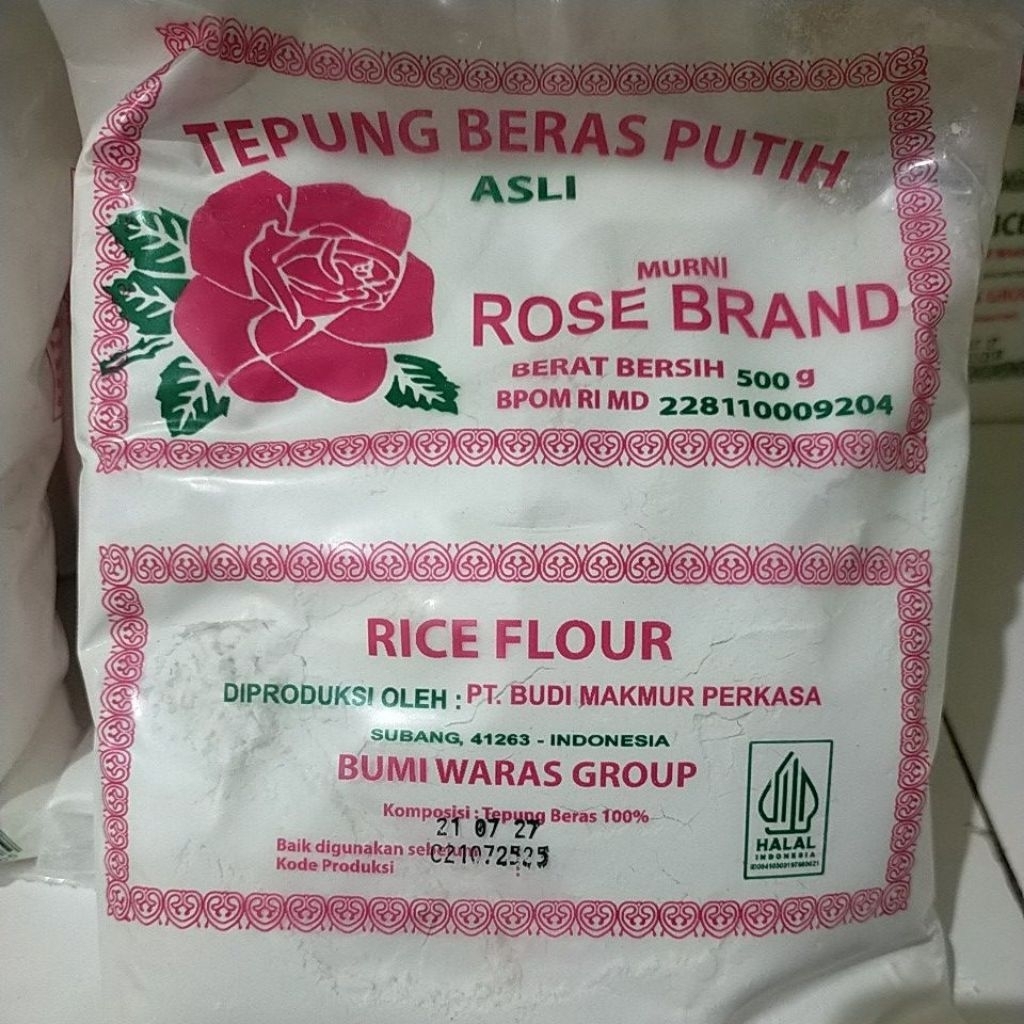 TEPUNG BERAS PUTIH
ASLI
MURNI
ROSE BRAND
BERAT BERSIH 500 g
BPOM RI MD 228110009204
RICE FLOUR
DIPRODUKSI OLEH : PT. BUDI MAKMUR PERKASA
SUBANG, 41263 - INDONESIA
BUMI WARAS GROUP
Komposisi : Tepung Beras 100%
21 07 27
Baik digunakan
Kode Produksi
HALAL
INDONESIA